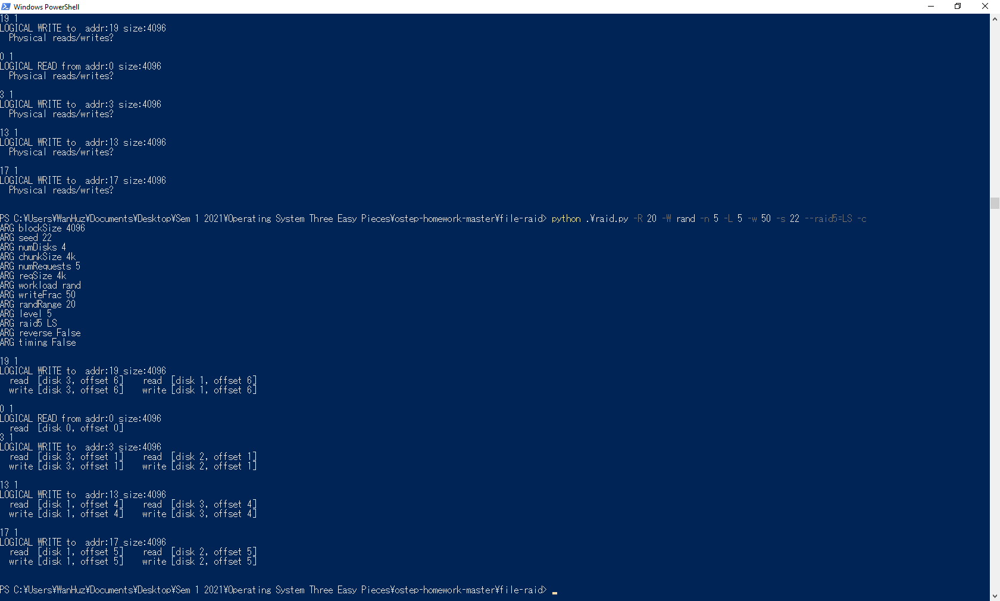 Windows PowerShell
19 1
LOGICAL WRITE to  addr:19 size:4096
  Physical reads/writes?
0 1
LOGICAL READ from addr:0 size:4096
  Physical reads/writes?
3 1
LOGICAL WRITE to  addr:3 size:4096
  Physical reads/writes?
13 1
LOGICAL WRITE to  addr:13 size:4096
  Physical reads/writes?
17 1
LOGICAL WRITE to  addr:17 size:4096
  Physical reads/writes?
PS C:¥Users¥WanHuz¥Documents¥Desktop¥Sem 1 2021¥Operating System Three Easy Pieces¥ostep-homework-master¥file-raid> python .¥raid.py -R 20 -W rand -n 5 -L 5 -w 50 -s 22 --raid5=LS -c
ARG blockSize 4096
ARG seed 22
ARG numDisks 4
ARG chunkSize 4k
ARG numRequests 5
ARG reqSize 4k
ARG workload rand
ARG writeFrac 50
ARG randRange 20
ARG level 5
ARG raid5 LS
ARG reverse False
ARG timing False
19 1
LOGICAL WRITE to  addr:19 size:4096
  read  [disk 3, offset 6]    read  [disk 1, offset 6]
  write [disk 3, offset 6]    write [disk 1, offset 6]
0 1
LOGICAL READ from addr:0 size:4096
  read  [disk 0, offset 0]
3 1
LOGICAL WRITE to  addr:3 size:4096
  read  [disk 3, offset 1]    read  [disk 2, offset 1]
  write [disk 3, offset 1]    write [disk 2, offset 1]
13 1
LOGICAL WRITE to  addr:13 size:4096
  read  [disk 1, offset 4]    read  [disk 3, offset 4]
  write [disk 1, offset 4]    write [disk 3, offset 4]
17 1
LOGICAL WRITE to  addr:17 size:4096
  read  [disk 1, offset 5]    read  [disk 2, offset 5]
  write [disk 1, offset 5]    write [disk 2, offset 5]
PS C:¥Users¥WanHuz¥Documents¥Desktop¥Sem 1 2021¥Operating System Three Easy Pieces¥ostep-homework-master¥file-raid>